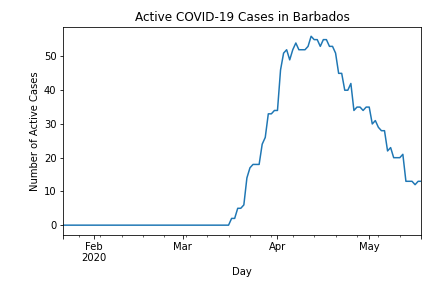 Active COVID-19 Cases in Barbados
Number of Active Cases
50
40
30
20
10
0
Feb
2020
Mar
Apr
May
Day